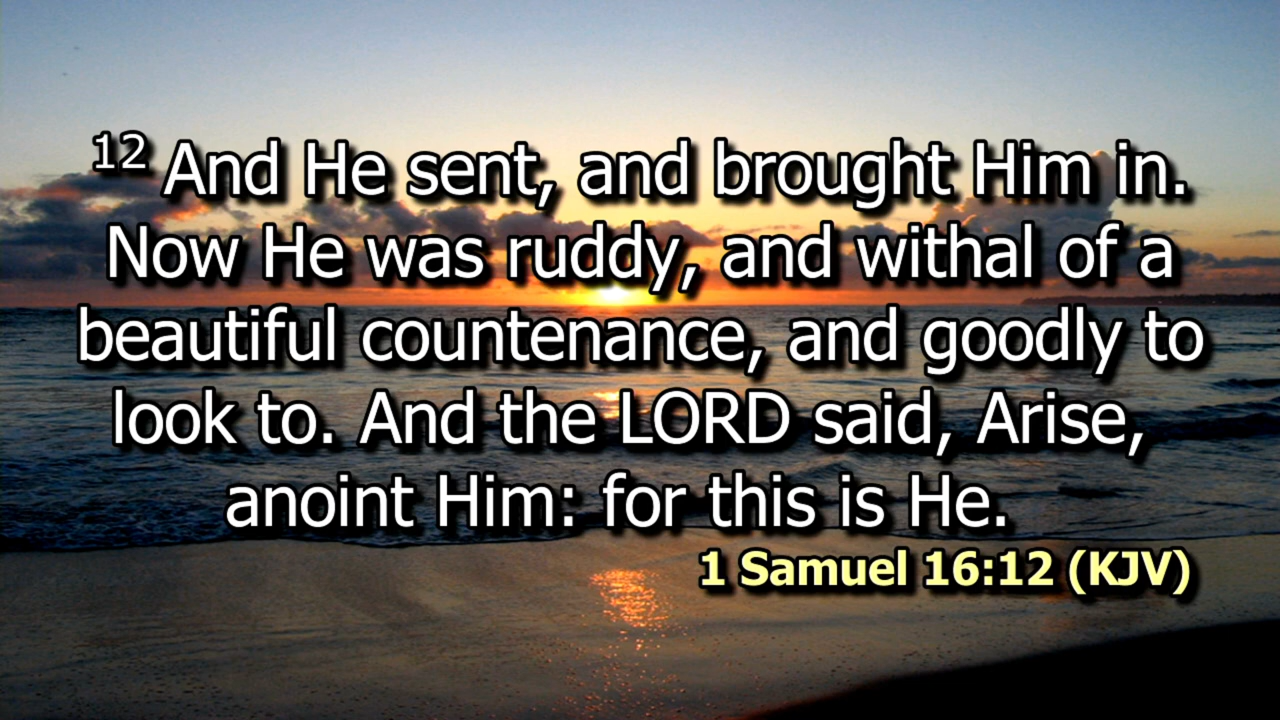 12 And He sent, and brought Him in.
Now He was ruddy, and withal of a
beautiful countenance, and goodly to
look to. And the LORD said, Arise,
anoint Him: for this is He.
1 Samuel 16:12 (KJV)